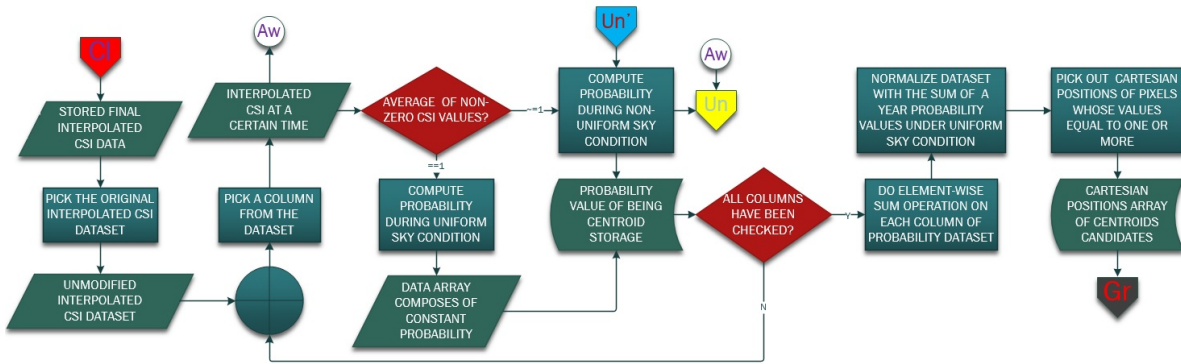 CI
STORED FINAL
INTERPOLATED
CSI DATA
PICK THE ORIGINAL
INTERPOLATED CSI
DATASET
UNMODIFIED
INTERPOLATED
CSI DATASET
Aw
INTERPOLATED
CSI AT A
CERTAIN TIME
PICK A COLUMN
FROM THE
DATASET
AVERAGE OF NON-
ZERO CSI VALUES?
~=1
==1
COMPUTE
PROBABILITY
DURING UNIFORM
SKY CONDITION
DATA ARRAY
COMPOSES OF
CONSTANT
PROBABILITY
Un'
COMPUTE
PROBABILITY
DURING NON-
UNIFORM SKY
CONDITION
Aw
Un
PROBABILITY
VALUE OF BEING
CENTROID
STORAGE
ALL COLUMNS
HAVE BEEN
CHECKED?
Y
N
NORMALIZE DATASET
WITH THE SUM OF A
YEAR PROBABILITY
VALUES UNDER UNIFORM
SKY CONDITION
DO ELEMENT-WISE
SUM OPERATION ON
EACH COLUMN OF
PROBABILITY DATASET
PICK OUT CARTESIAN
POSITIONS OF PIXELS
WHOSE VALUES
EQUAL TO ONE OR
MORE
CARTESIAN
POSITIONS ARRAY
OF CENTROIDS
CANDIDATES
Gr